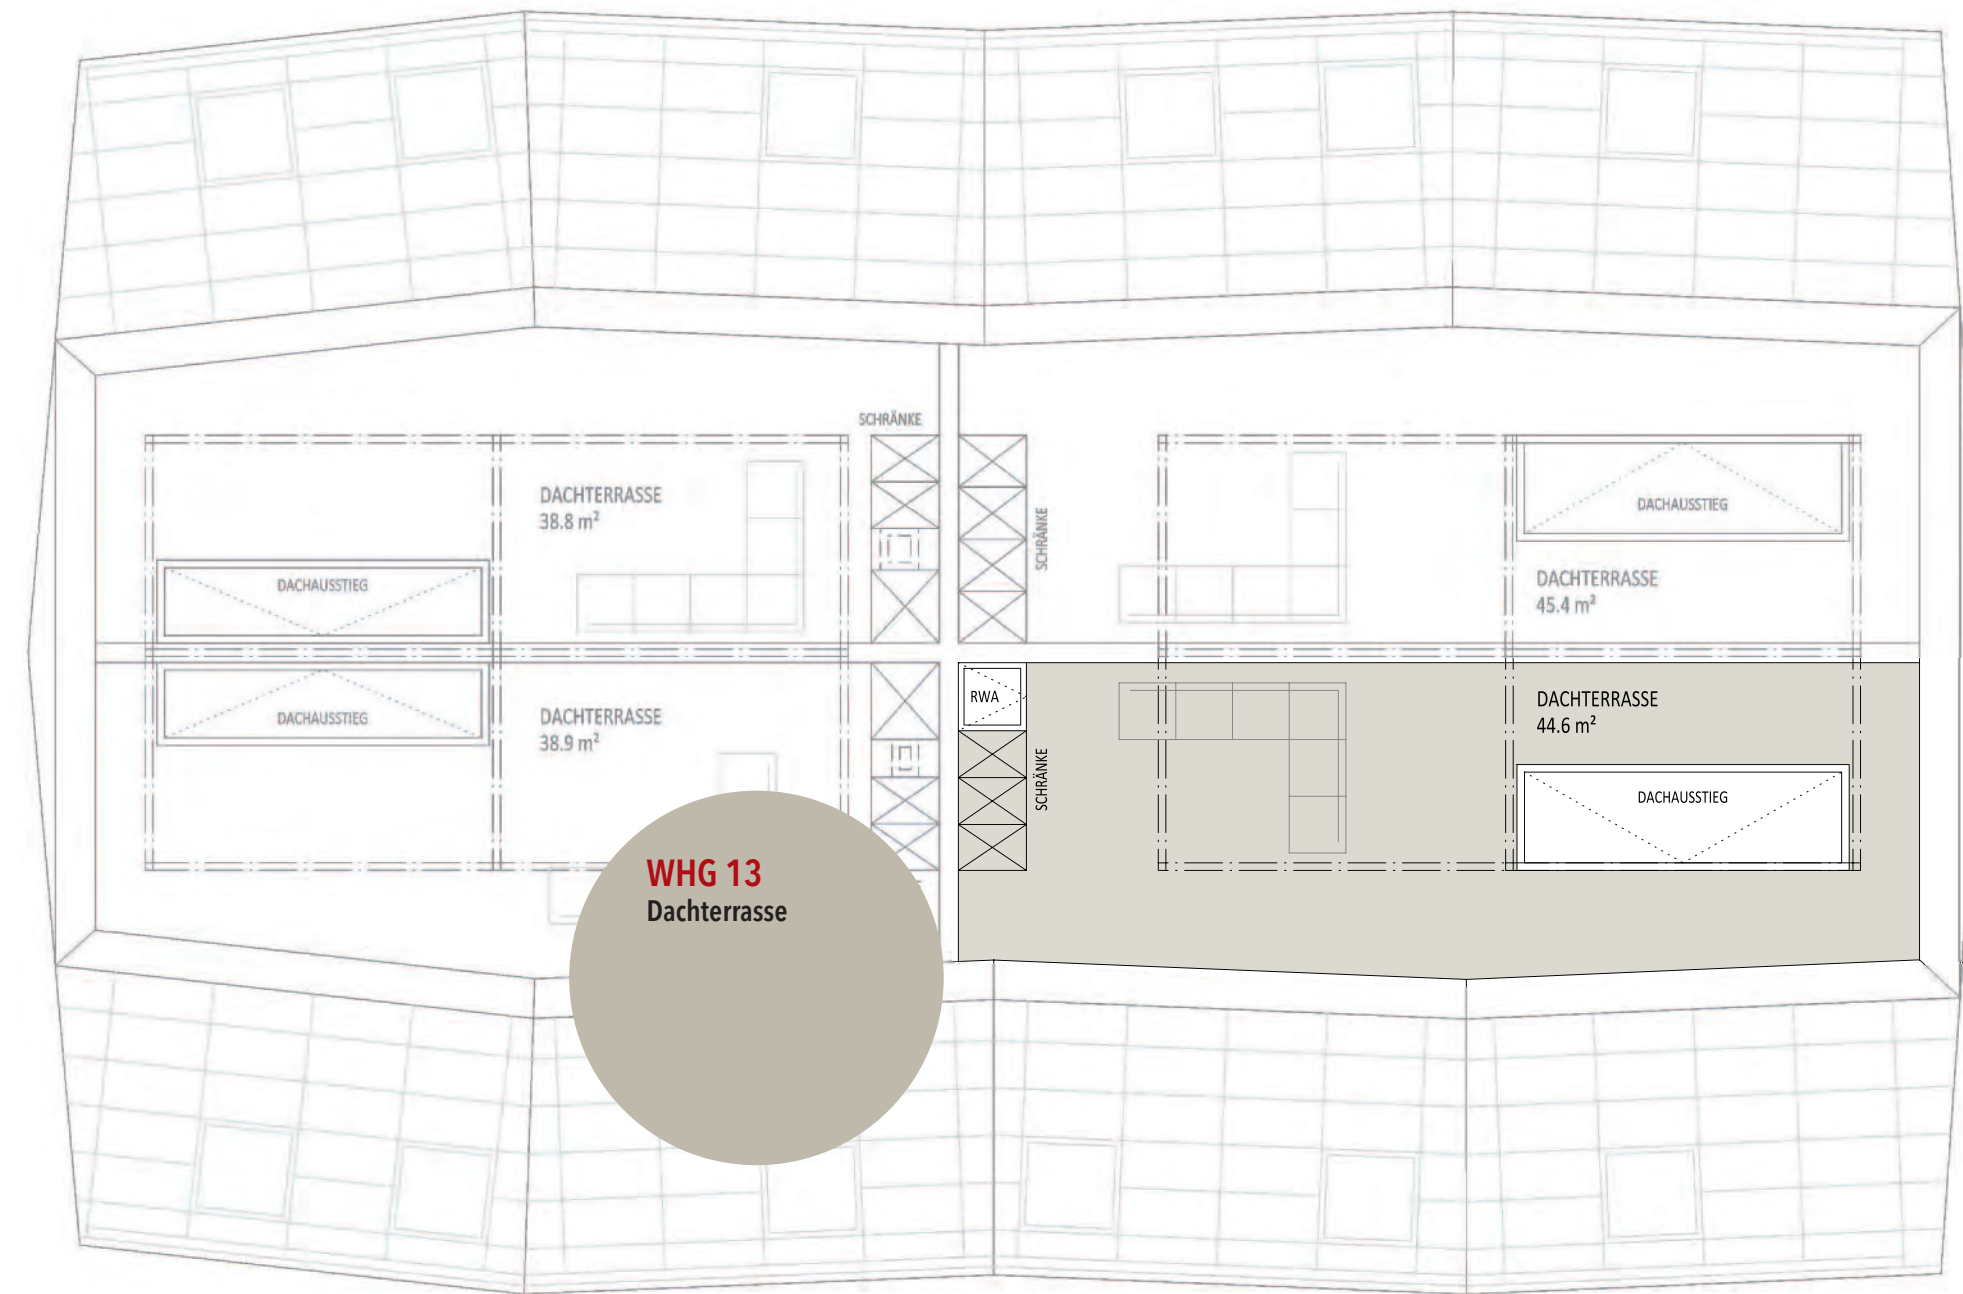 SCHRÄNKE
DACHTERRASSE
38.8 m²
DACHAUSSTIEG
SCHRÄNKE
DACHAUSSTIEG
DACHTERRASSE
45.4 m²
DACHAUSSTIEG
DACHTERRASSE
38.9 m²
RWA
SCHRÄNKE
DACHTERRASSE
44.6 m²
DACHAUSSTIEG
WHG 13
Dachterrasse